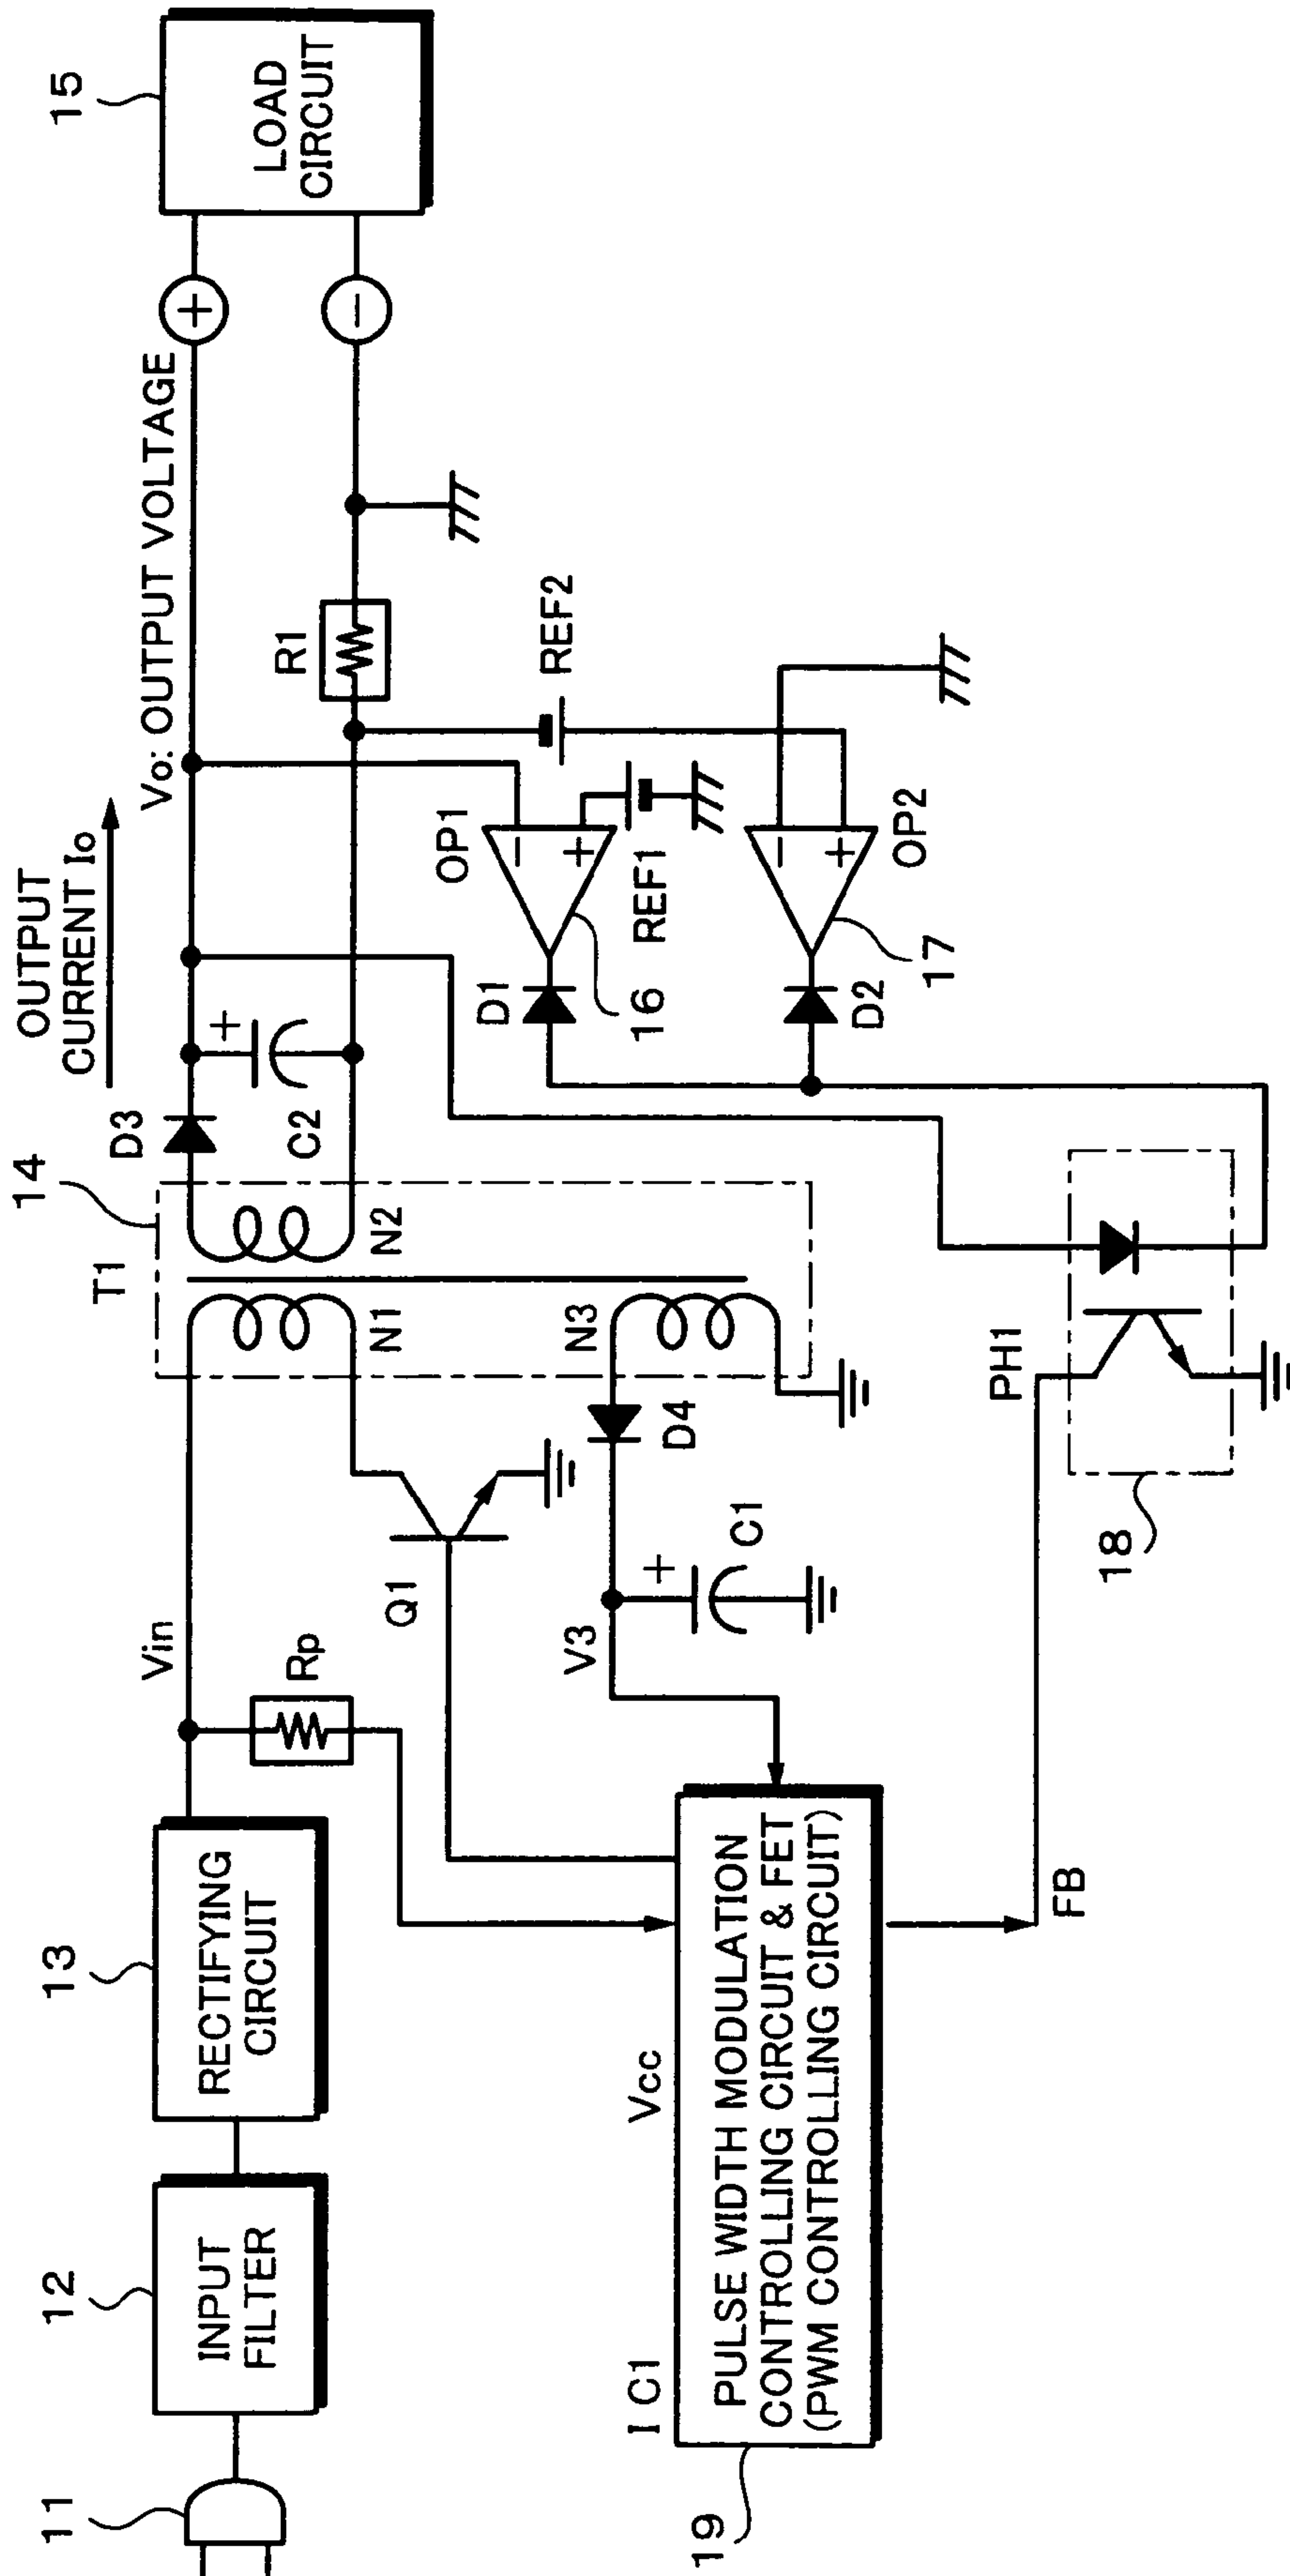 11
12
INPUT
FILTER
13
RECTIFYING
CIRCUIT
Vin
Rp
Q1
T1
14
N1
N2
N3
D3
C2
+
OUTPUT
CURRENT Io
Vo: OUTPUT VOLTAGE
R1
+
−
15
LOAD
CIRCUIT
REF2
OP1
−
+
REF1
16
D1
OP2
−
+
17
D2
D4
C1
+
V3
IC1
Vcc
PULSE WIDTH MODULATION
CONTROLLING CIRCUIT & FET
(PWM CONTROLLING CIRCUIT)
19
FB
PH1
18